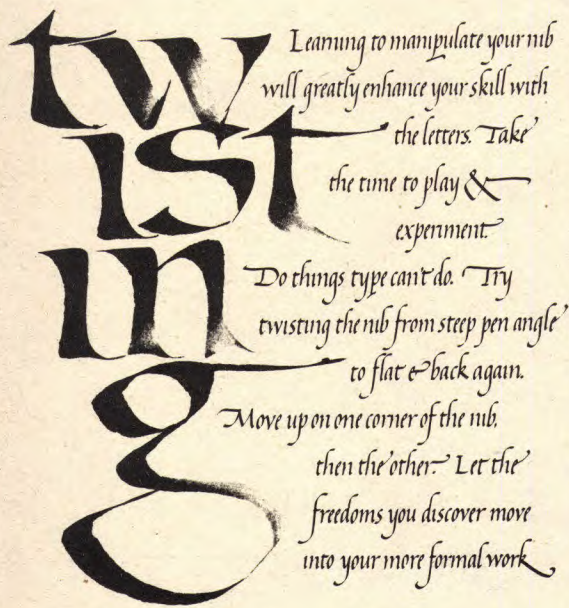 tw
ist
in
g
Learning to manipulate your nib
will greatly enhance your skill with
the letters. Take
the time to play &
experiment.
Do things type can't do. Try
twisting the nib from steep pen angle
to flat & back again.
Move up on one corner of the nib,
then the other. Let the
freedoms you discover move
into your more formal work